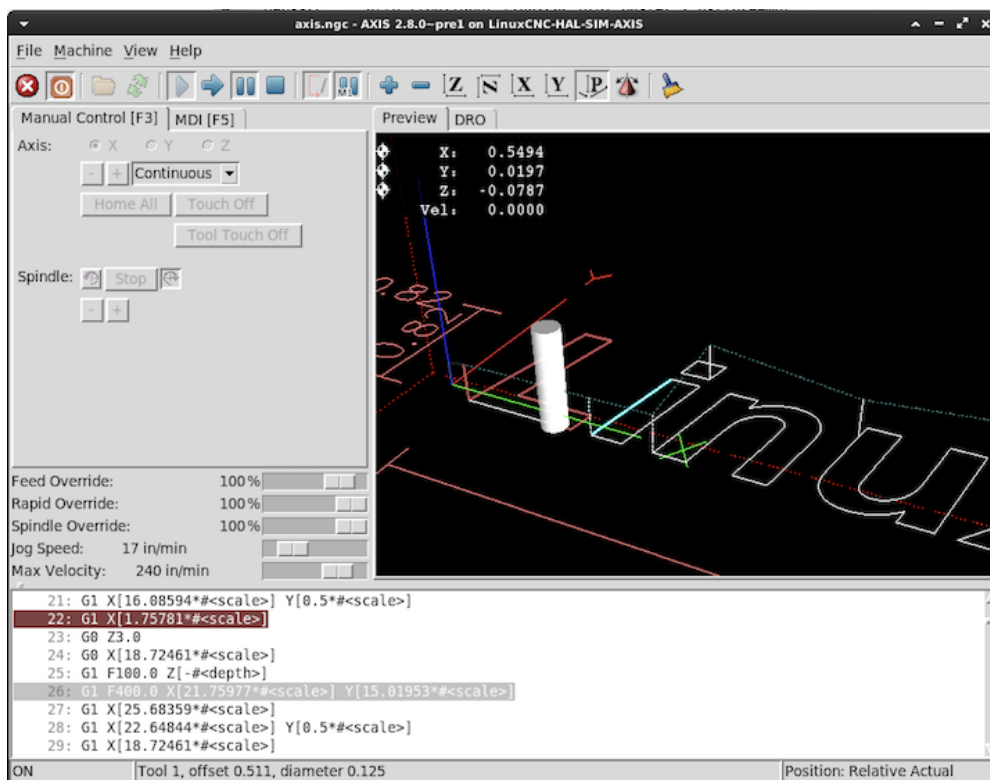 axis.ngc - AXIS 2.8.0~pre1 on LinuxCNC-HAL-SIM-AXIS
File Machine View Help
Z N X Y P
Manual Control [F3] MDI [F5]
Preview DRO
Axis: X Y Z
- + Continuous
Home All Touch Off
Tool Touch Off
Spindle: Stop
- +
X: 0.5494
Y: 0.0197
Z: -0.0787
Vel: 0.0000
0.82
Linu
X
Y
Feed Override: 100%
Rapid Override: 100%
Spindle Override: 100%
Jog Speed: 17 in/min
Max Velocity: 240 in/min
21: G1 X[16.08594*#<scale>] Y[0.5*#<scale>]
22: G1 X[1.75781*#<scale>]
23: G0 Z3.0
24: G0 X[18.72461*#<scale>]
25: G1 F100.0 Z[-#<depth>]
26: G1 F400.0 X[21.75977*#<scale>] Y[15.01953*#<scale>]
27: G1 X[25.68359*#<scale>]
28: G1 X[22.64844*#<scale>] Y[0.5*#<scale>]
29: G1 X[18.72461*#<scale>]
ON Tool 1, offset 0.511, diameter 0.125 Position: Relative Actual